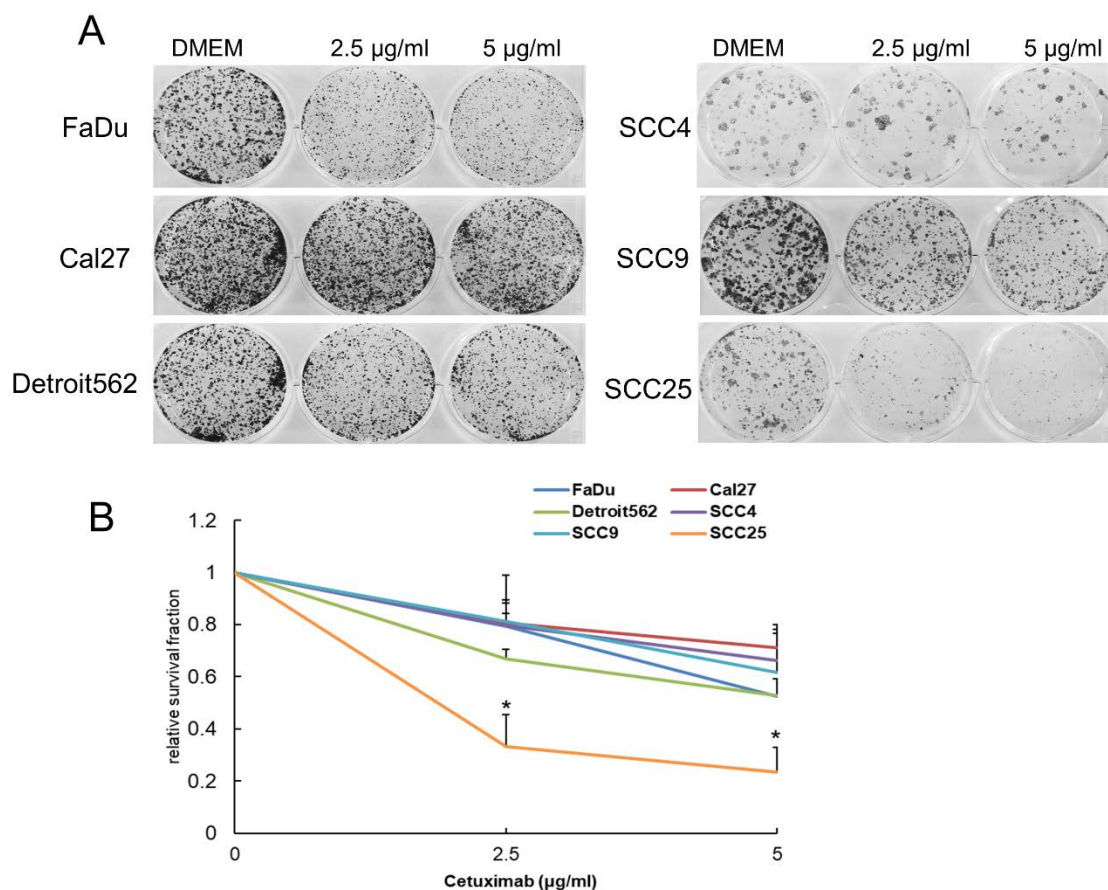 A
DMEM 2.5 µg/ml 5 µg/ml
DMEM 2.5 µg/ml 5 µg/ml
FaDu
SCC4
Cal27
SCC9
Detroit562
SCC25
B
FaDu Cal27
Detroit562 SCC4
SCC9 SCC25
1.2
1
0.8
0.6
0.4
0.2
0
relative survival fraction
*
*
0 2.5 5
Cetuximab (µg/ml)